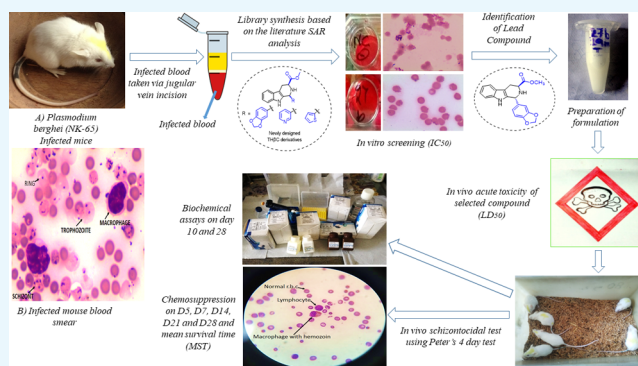 A) Plasmodium
berghei (NK-65)
Infected mice
Infected blood
taken via jugular
vein incision
Infected blood
Library synthesis based
on the literature SAR
analysis
R =
Newly designed
THβC derivatives
In vitro screening (IC50)
Identification
of Lead
Compound
OCH3
NH
Preparation of
formulation
In vivo acute toxicity of
selected compound
(LD50)
In vivo schizontocidal test
using Peter's 4 day test
Biochemical
assays on day
10 and 28
Chemosuppression
on D5, D7, D14,
D21 and D28 and
mean survival time
(MST)
Normal r.b.c
Lymphocyte
Macrophage with hemozoin
RING
TROPHOZOITE
MACROPHAGE
SCHIZONT
B) Infected mouse blood
smear